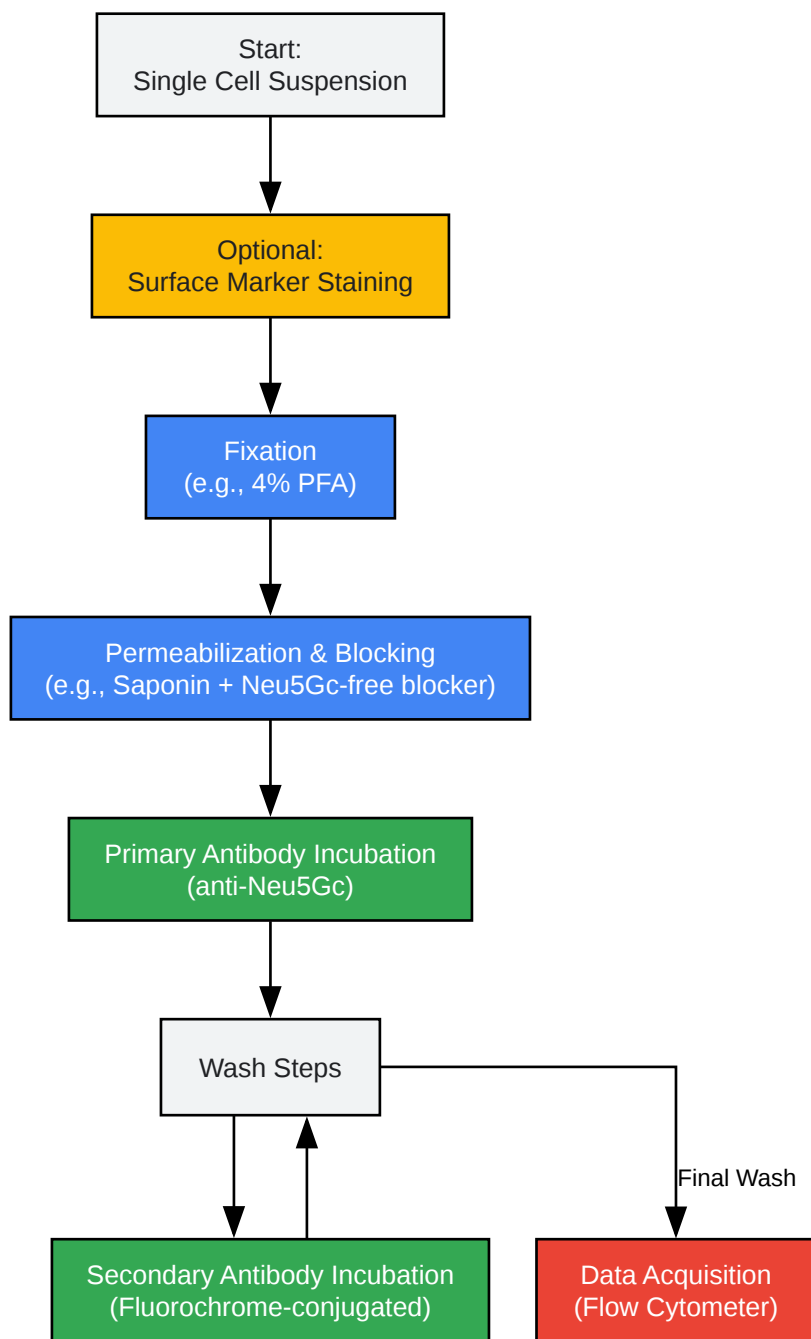 Start:
Single Cell Suspension
Optional:
Surface Marker Staining
Fixation
(e.g., 4% PFA)
Permeabilization & Blocking
(e.g., Saponin + Neu5Gc-free blocker)
Primary Antibody Incubation
(anti-Neu5Gc)
Wash Steps
Final Wash
Secondary Antibody Incubation
(Fluorochrome-conjugated)
Data Acquisition
(Flow Cytometer)